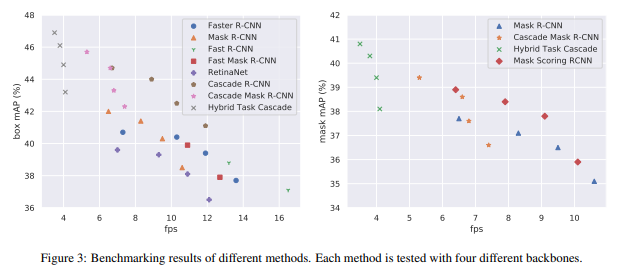 46
44
42
40
38
36
box mAP (%)
4
6
8
10
12
14
16
fps
Faster R-CNN
Mask R-CNN
Fast R-CNN
Fast Mask R-CNN
RetinaNet
Cascade R-CNN
Cascade Mask R-CNN
Hybrid Task Cascade
48
42
41
40
39
38
37
36
35
34
mask mAP (%)
4
5
6
7
8
9
10
fps
Mask R-CNN
Cascade Mask R-CNN
Hybrid Task Cascade
Mask Scoring RCNN
Figure 3: Benchmarking results of different methods. Each method is tested with four different backbones.